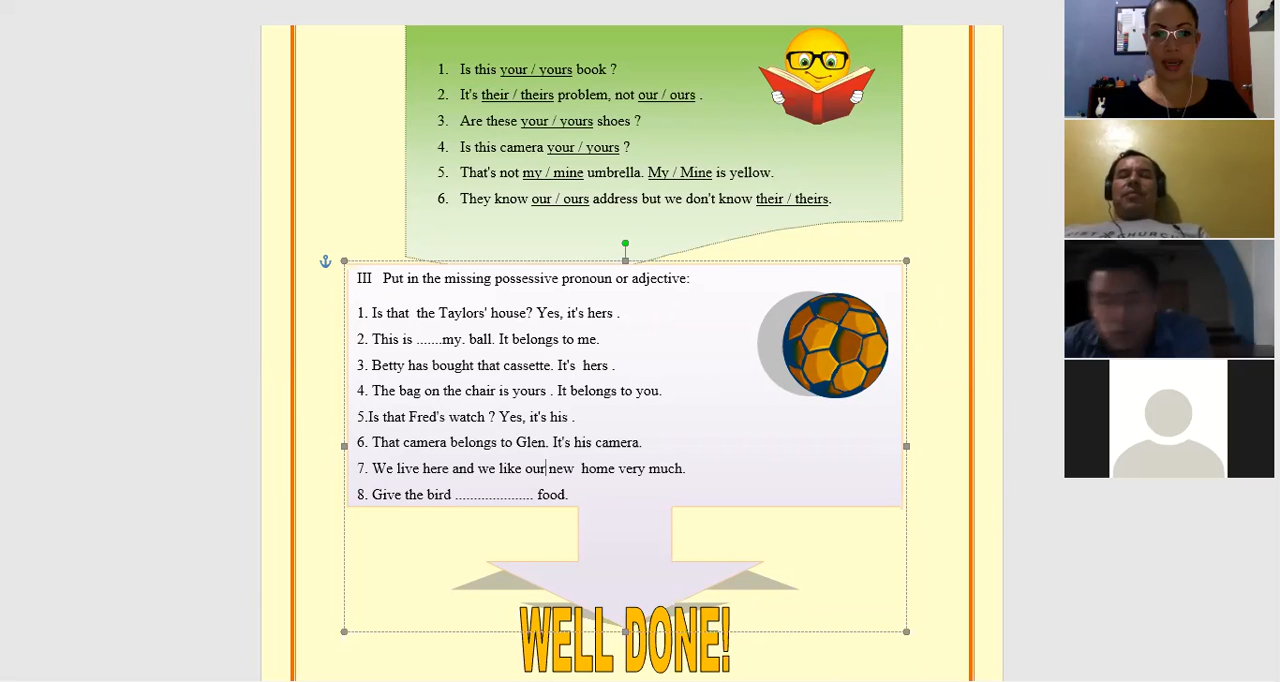 1. Is this your / yours book ?
2. It's their / theirs problem, not our / ours .
3. Are these your / yours shoes ?
4. Is this camera your / yours ?
5. That's not my / mine umbrella. My / Mine is yellow.
6. They know our / ours address but we don't know their / theirs.
III Put in the missing possessive pronoun or adjective:
1. Is that the Taylors' house? Yes, it's hers .
2. This is .......my. ball. It belongs to me.
3. Betty has bought that cassette. It's hers .
4. The bag on the chair is yours . It belongs to you.
5.Is that Fred's watch ? Yes, it's his .
6. That camera belongs to Glen. It's his camera.
7. We live here and we like our new home very much.
8. Give the bird ..................... food.
WELL DONE!